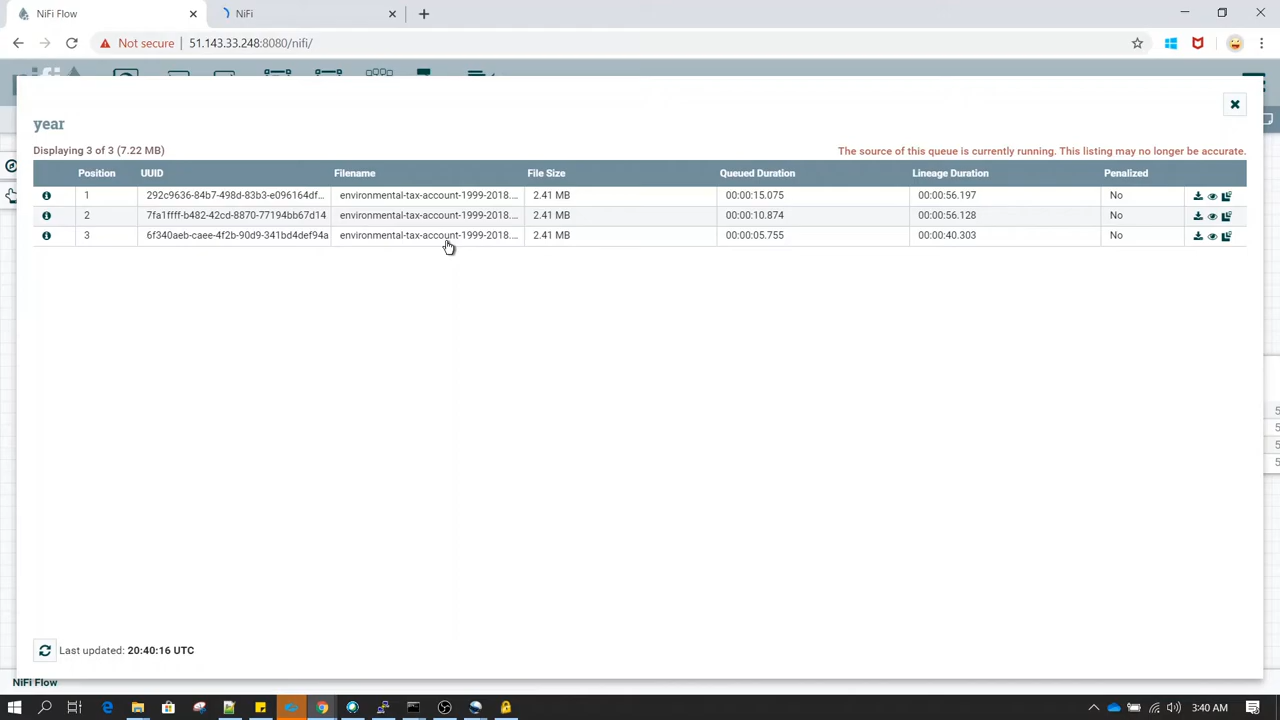 NiFi Flow
NiFi
Not secure
51.143.33.248:8080/nifi/
year
Displaying 3 of 3 (7.22 MB)
The source of this queue is currently running. This listing may no longer be accurate.
Position UUID Filename File Size Queued Duration Lineage Duration Penalized
1 292c9636-84b7-498d-83b3-e096164df... environmental-tax-account-1999-2018.... 2.41 MB 00:00:15.075 00:00:56.197 No
2 7fa1ffff-b482-42cd-8870-77194bb67d14 environmental-tax-account-1999-2018.... 2.41 MB 00:00:10.874 00:00:56.128 No
3 6f340aeb-caee-4f2b-90d9-341bd4def94a environmental-tax-account-1999-2018.... 2.41 MB 00:00:05.755 00:00:40.303 No
Last updated: 20:40:16 UTC
NiFi Flow
3:40 AM